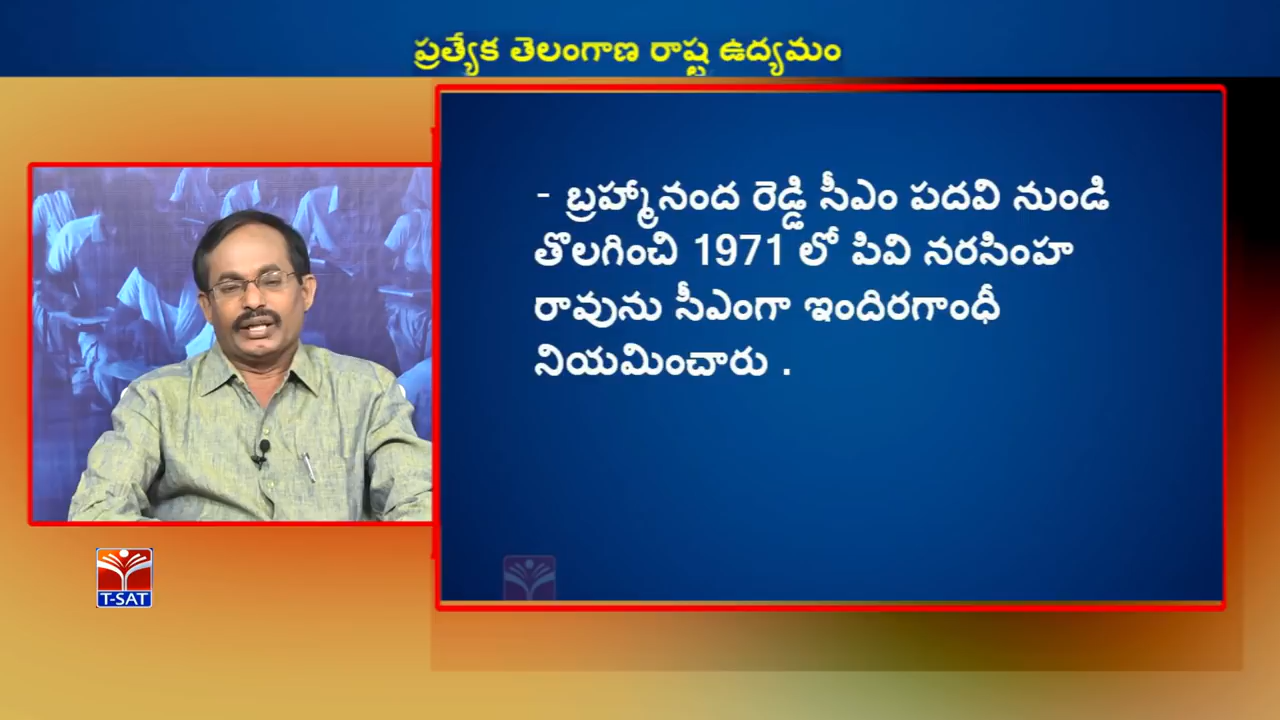 ప్రత్యేక తెలంగాణ రాష్ట ఉద్యమం
- బ్రహ్మానంద రెడ్డి సీఎం పదవి నుండి
తొలగించి 1971 లో పివి నరసింహ
రావును సీఎంగా ఇందిరగాంధీ
నియమించారు .
T-SAT